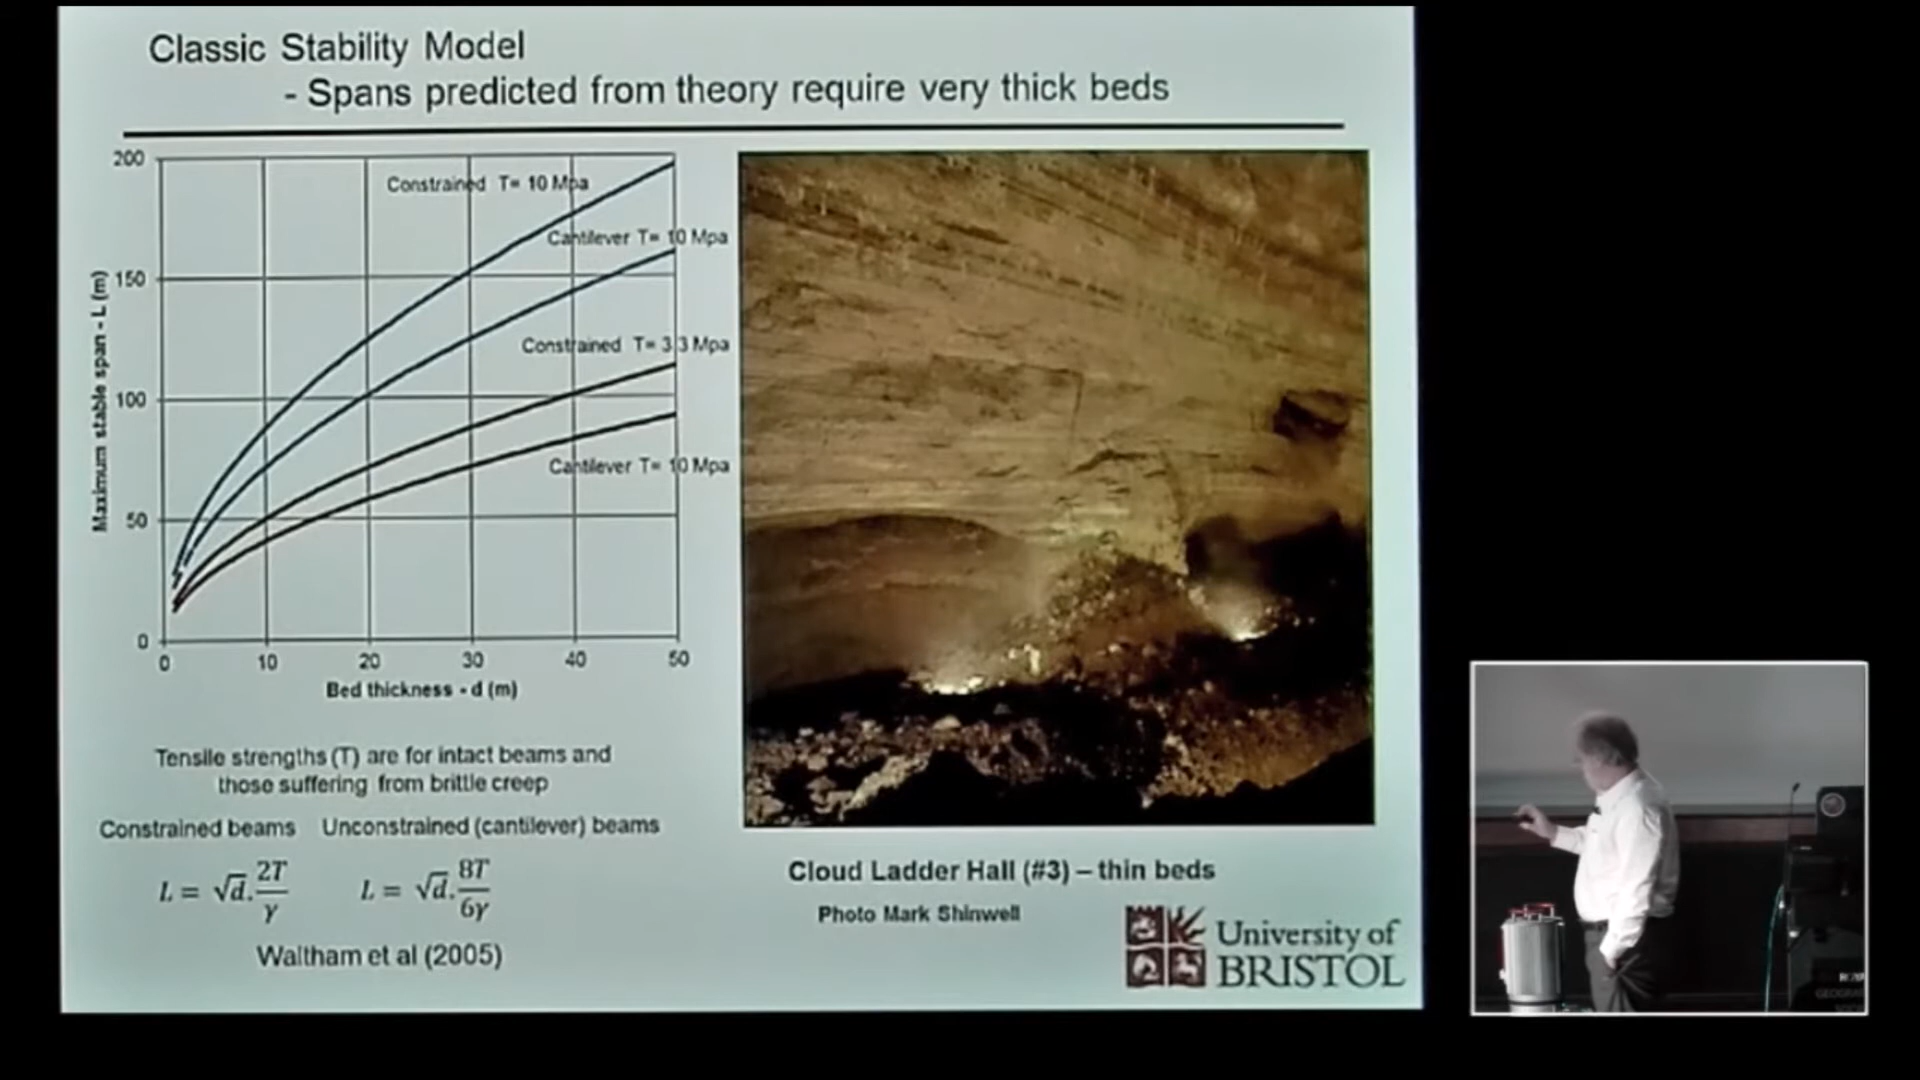 Classic Stability Model
- Spans predicted from theory require very thick beds
200
150
100
50
0
0 10 20 30 40 50
Maximum stable span - L (m)
Bed thickness - d (m)
Constrained T= 10 Mpa
Cantilever T= 10 Mpa
Constrained T= 3.3 Mpa
Cantilever T= 10 Mpa
Tensile strengths (T) are for intact beams and
those suffering from brittle creep
Constrained beams Unconstrained (cantilever) beams
L = √d. 2T/γ L = √d. 8T/6γ
Waltham et al (2005)
Cloud Ladder Hall (#3) – thin beds
Photo Mark Shinwell
University of
BRISTOL